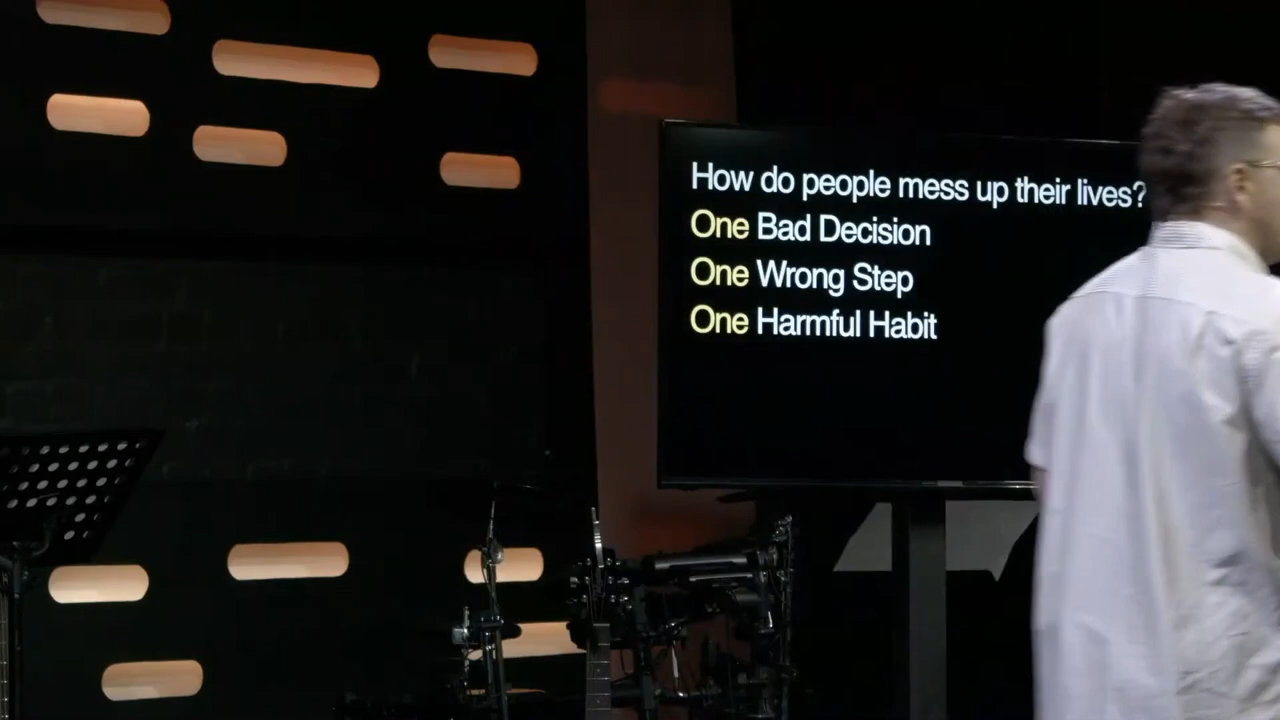 How do people mess up their lives?
One Bad Decision
One Wrong Step
One Harmful Habit